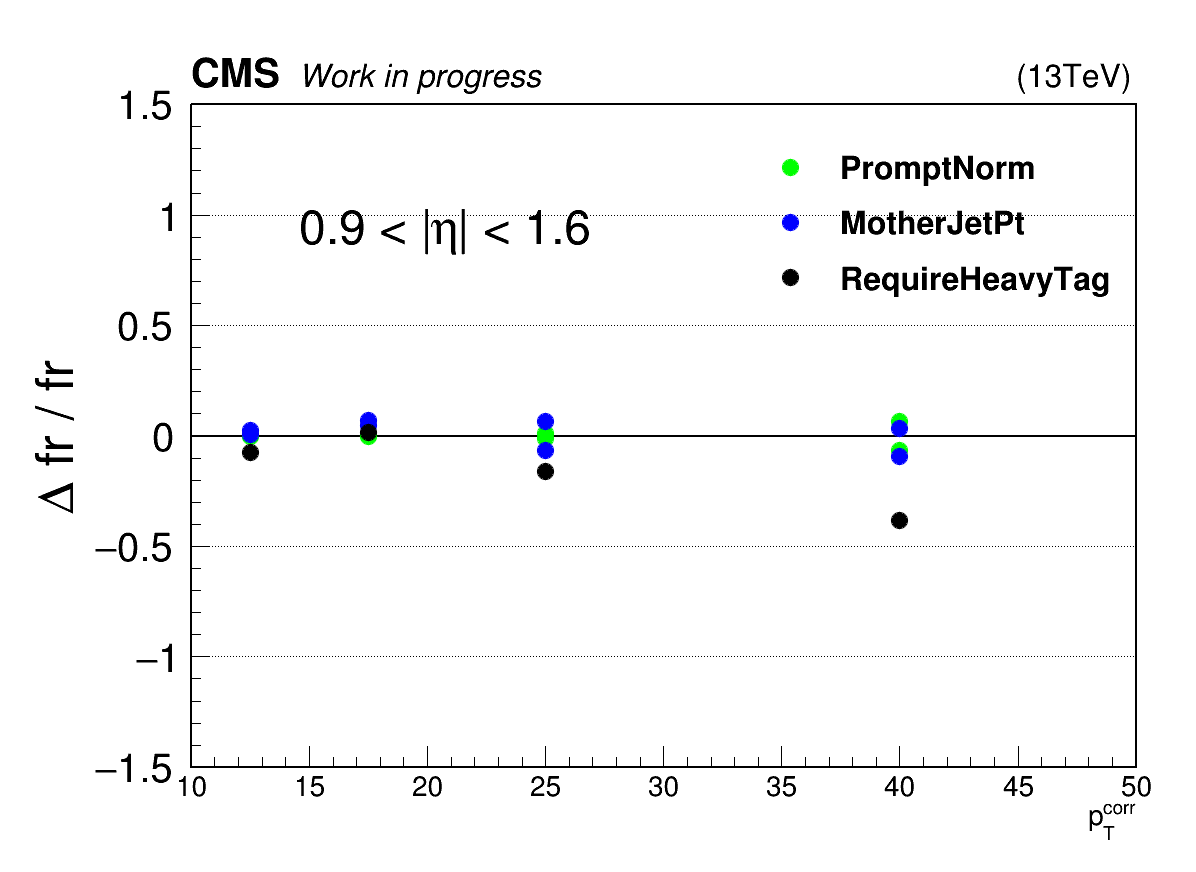 CMS Work in progress (13TeV)
1.5
1
0.5
0
−0.5
−1
−1.5
Δ fr / fr
0.9 < |η| < 1.6
PromptNorm
MotherJetPt
RequireHeavyTag
10 15 20 25 30 35 40 45 50
p_T^corr